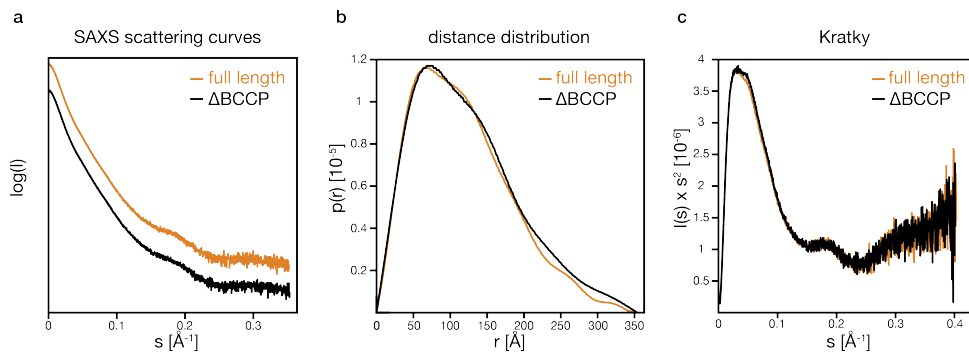 a
SAXS scattering curves
full length
ΔBCCP
log(I)
0
0.1
0.2
0.3
s [Å-1]
b
distance distribution
full length
ΔBCCP
p(r) [10-5]
1.2
1
0.8
0.6
0.4
0.2
0
50
100
150
200
250
300
350
r [Å]
c
Kratky
full length
ΔBCCP
I(s) x s2 [10-6]
4
3.5
3
2.5
2
1.5
1
0.5
0
0.1
0.2
0.3
0.4
s [Å-1]